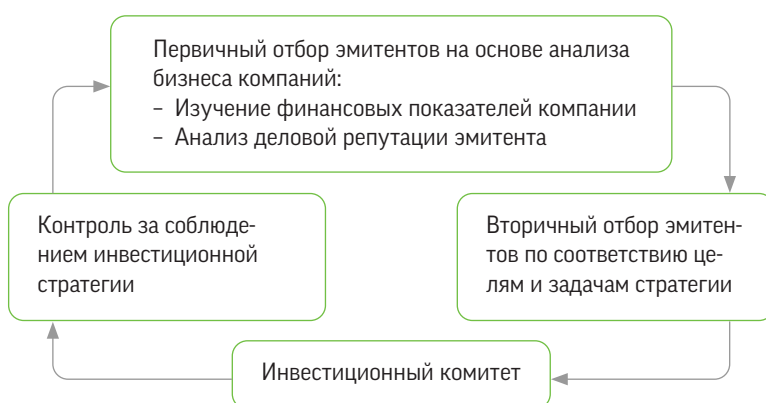 Первичный отбор эмитентов на основе анализа
бизнеса компаний:
– Изучение финансовых показателей компании
– Анализ деловой репутации эмитента
Контроль за соблюде-
нием инвестиционной
стратегии
Вторичный отбор эмитен-
тов по соответствию це-
лям и задачам стратегии
Инвестиционный комитет